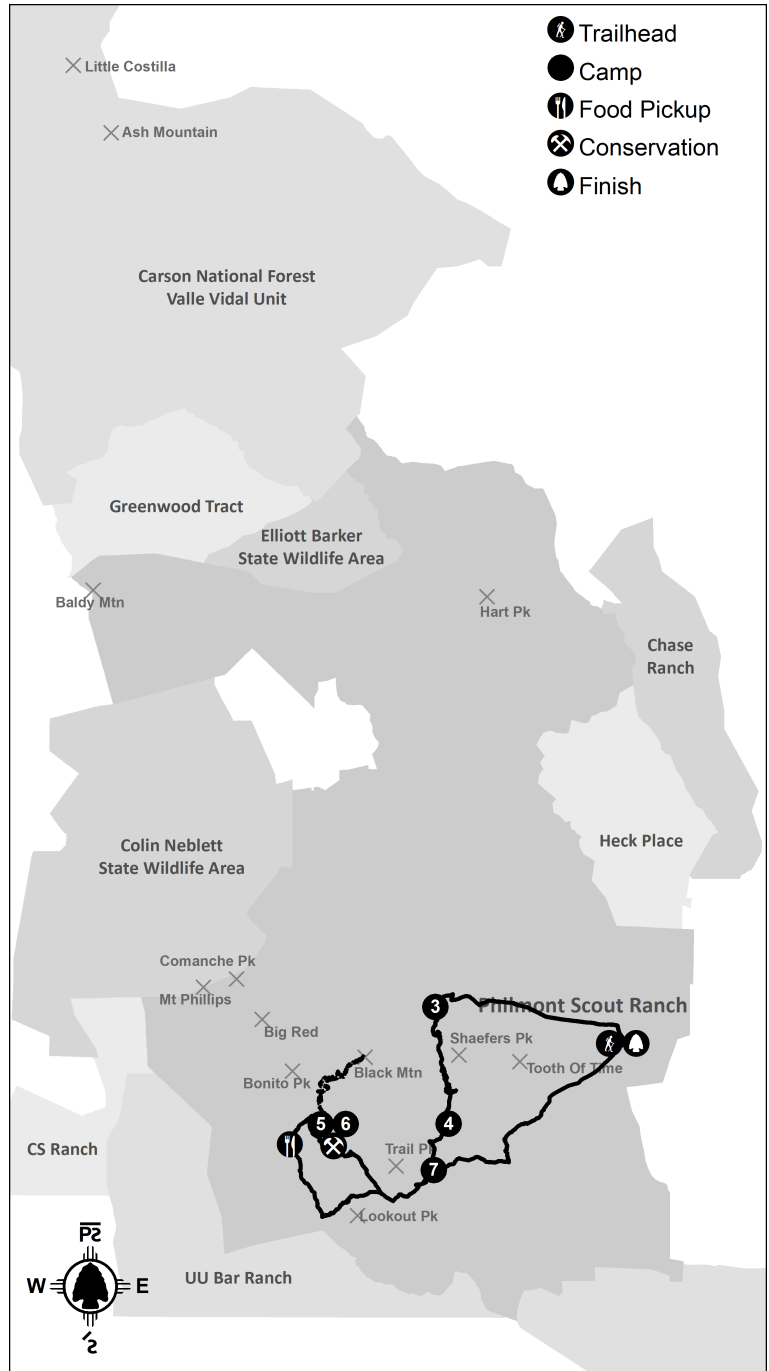 Trailhead
Camp
Food Pickup
Conservation
Finish
Little Costilla
Ash Mountain
Carson National Forest
Valle Vidal Unit
Greenwood Tract
Elliott Barker
State Wildlife Area
Baldy Mtn
Hart Pk
Chase
Ranch
Colin Neblett
State Wildlife Area
Heck Place
Comanche Pk
Mt Phillips
Big Red
Bonito Pk
Black Mtn
3
Philmont Scout Ranch
Shaefers Pk
Tooth Of Time
5
6
4
CS Ranch
Trail Pk
7
Lookout Pk
UU Bar Ranch
W
E